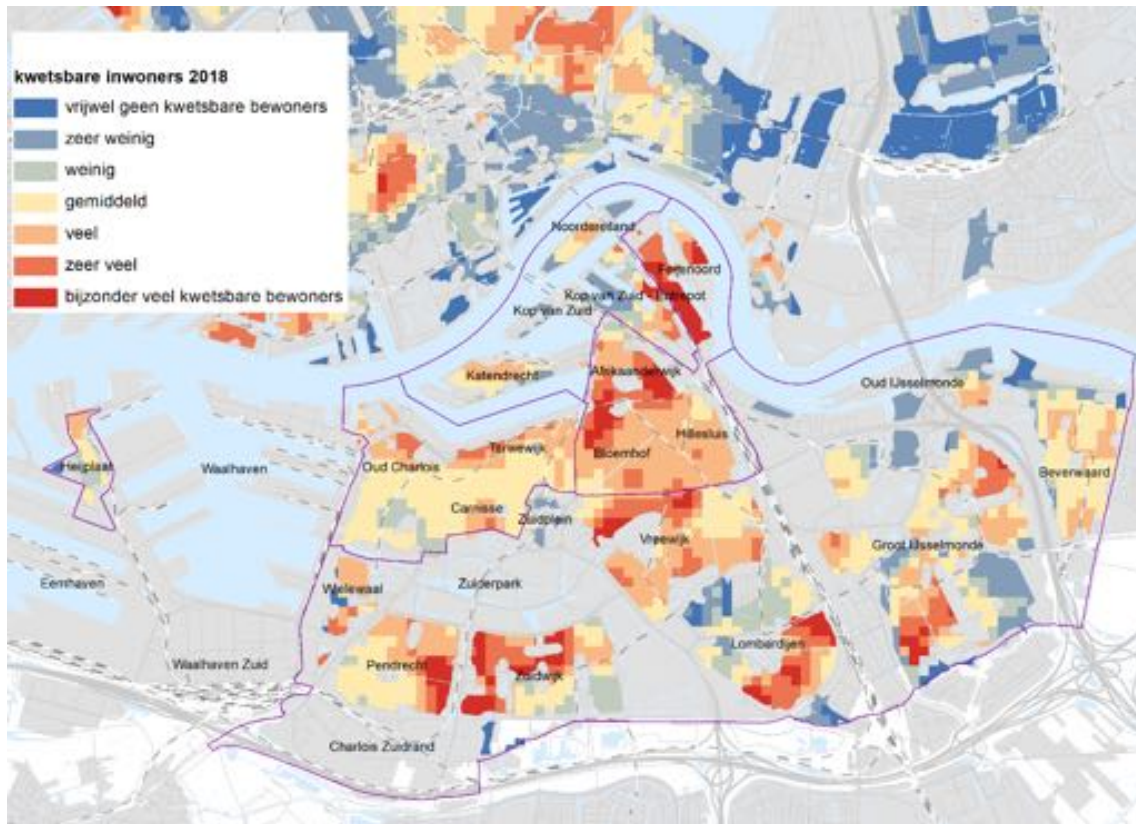 kwetsbare inwoners 2018
vrijwel geen kwetsbare bewoners
zeer weinig
weinig
gemiddeld
veel
zeer veel
bijzonder veel kwetsbare bewoners
Noordereiland
Feijenoord
Kop van Zuid - Entrepot
Kop van Zuid
Katendrecht
Afrikaanderwijk
Oud IJsselmonde
Hillesluis
Tarwewijk
Bloemhof
Heijplaat
Waalhaven
Oud Charlois
Beverwaard
Carnisse
Zuidplein
Vreewijk
Groot IJsselmonde
Eemhaven
Wielewaal
Zuiderpark
Lombardijen
Waalhaven Zuid
Pendrecht
Zuidwijk
Charlois Zuidrand